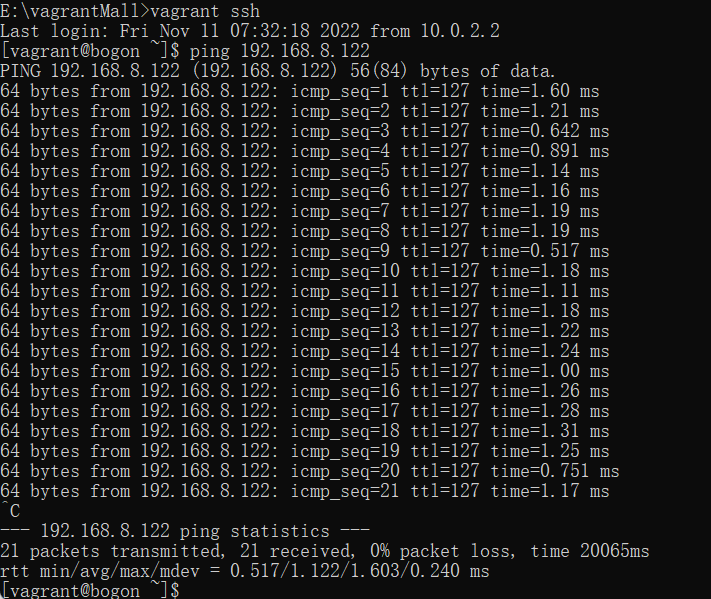 E:\vagrantMall>vagrant ssh
Last login: Fri Nov 11 07:32:18 2022 from 10.0.2.2
[vagrant@bogon ~]$ ping 192.168.8.122
PING 192.168.8.122 (192.168.8.122) 56(84) bytes of data.
64 bytes from 192.168.8.122: icmp_seq=1 ttl=127 time=1.60 ms
64 bytes from 192.168.8.122: icmp_seq=2 ttl=127 time=1.21 ms
64 bytes from 192.168.8.122: icmp_seq=3 ttl=127 time=0.642 ms
64 bytes from 192.168.8.122: icmp_seq=4 ttl=127 time=0.891 ms
64 bytes from 192.168.8.122: icmp_seq=5 ttl=127 time=1.14 ms
64 bytes from 192.168.8.122: icmp_seq=6 ttl=127 time=1.16 ms
64 bytes from 192.168.8.122: icmp_seq=7 ttl=127 time=1.19 ms
64 bytes from 192.168.8.122: icmp_seq=8 ttl=127 time=1.19 ms
64 bytes from 192.168.8.122: icmp_seq=9 ttl=127 time=0.517 ms
64 bytes from 192.168.8.122: icmp_seq=10 ttl=127 time=1.18 ms
64 bytes from 192.168.8.122: icmp_seq=11 ttl=127 time=1.11 ms
64 bytes from 192.168.8.122: icmp_seq=12 ttl=127 time=1.18 ms
64 bytes from 192.168.8.122: icmp_seq=13 ttl=127 time=1.22 ms
64 bytes from 192.168.8.122: icmp_seq=14 ttl=127 time=1.24 ms
64 bytes from 192.168.8.122: icmp_seq=15 ttl=127 time=1.00 ms
64 bytes from 192.168.8.122: icmp_seq=16 ttl=127 time=1.26 ms
64 bytes from 192.168.8.122: icmp_seq=17 ttl=127 time=1.28 ms
64 bytes from 192.168.8.122: icmp_seq=18 ttl=127 time=1.31 ms
64 bytes from 192.168.8.122: icmp_seq=19 ttl=127 time=1.25 ms
64 bytes from 192.168.8.122: icmp_seq=20 ttl=127 time=0.751 ms
64 bytes from 192.168.8.122: icmp_seq=21 ttl=127 time=1.17 ms
^C
--- 192.168.8.122 ping statistics ---
21 packets transmitted, 21 received, 0% packet loss, time 20065ms
rtt min/avg/max/mdev = 0.517/1.122/1.603/0.240 ms
[vagrant@bogon ~]$